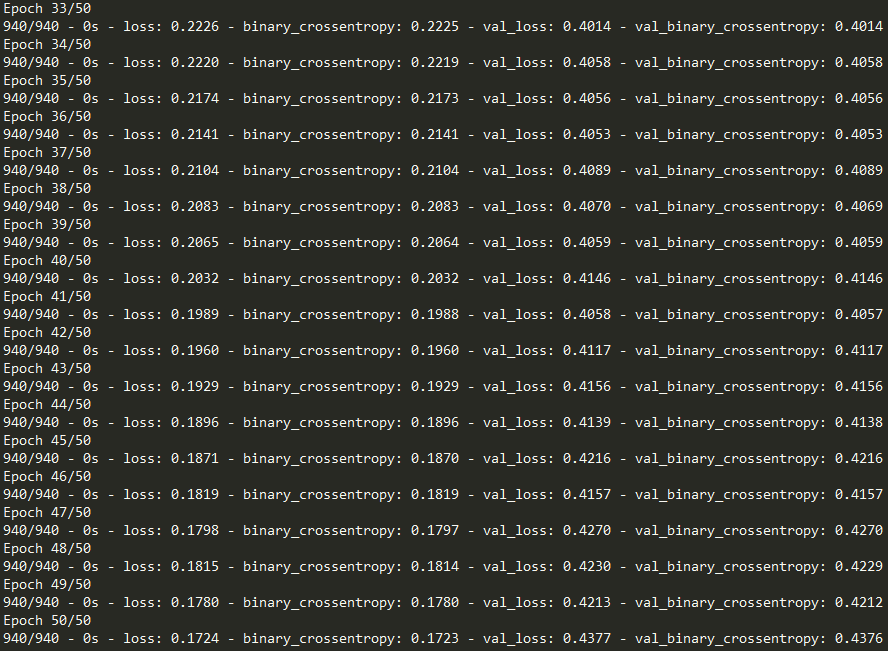 Epoch 33/50
940/940 - 0s - loss: 0.2226 - binary_crossentropy: 0.2225 - val_loss: 0.4014 - val_binary_crossentropy: 0.4014
Epoch 34/50
940/940 - 0s - loss: 0.2220 - binary_crossentropy: 0.2219 - val_loss: 0.4058 - val_binary_crossentropy: 0.4058
Epoch 35/50
940/940 - 0s - loss: 0.2174 - binary_crossentropy: 0.2173 - val_loss: 0.4056 - val_binary_crossentropy: 0.4056
Epoch 36/50
940/940 - 0s - loss: 0.2141 - binary_crossentropy: 0.2141 - val_loss: 0.4053 - val_binary_crossentropy: 0.4053
Epoch 37/50
940/940 - 0s - loss: 0.2104 - binary_crossentropy: 0.2104 - val_loss: 0.4089 - val_binary_crossentropy: 0.4089
Epoch 38/50
940/940 - 0s - loss: 0.2083 - binary_crossentropy: 0.2083 - val_loss: 0.4070 - val_binary_crossentropy: 0.4069
Epoch 39/50
940/940 - 0s - loss: 0.2065 - binary_crossentropy: 0.2064 - val_loss: 0.4059 - val_binary_crossentropy: 0.4059
Epoch 40/50
940/940 - 0s - loss: 0.2032 - binary_crossentropy: 0.2032 - val_loss: 0.4146 - val_binary_crossentropy: 0.4146
Epoch 41/50
940/940 - 0s - loss: 0.1989 - binary_crossentropy: 0.1988 - val_loss: 0.4058 - val_binary_crossentropy: 0.4057
Epoch 42/50
940/940 - 0s - loss: 0.1960 - binary_crossentropy: 0.1960 - val_loss: 0.4117 - val_binary_crossentropy: 0.4117
Epoch 43/50
940/940 - 0s - loss: 0.1929 - binary_crossentropy: 0.1929 - val_loss: 0.4156 - val_binary_crossentropy: 0.4156
Epoch 44/50
940/940 - 0s - loss: 0.1896 - binary_crossentropy: 0.1896 - val_loss: 0.4139 - val_binary_crossentropy: 0.4138
Epoch 45/50
940/940 - 0s - loss: 0.1871 - binary_crossentropy: 0.1870 - val_loss: 0.4216 - val_binary_crossentropy: 0.4216
Epoch 46/50
940/940 - 0s - loss: 0.1819 - binary_crossentropy: 0.1819 - val_loss: 0.4157 - val_binary_crossentropy: 0.4157
Epoch 47/50
940/940 - 0s - loss: 0.1798 - binary_crossentropy: 0.1797 - val_loss: 0.4270 - val_binary_crossentropy: 0.4270
Epoch 48/50
940/940 - 0s - loss: 0.1815 - binary_crossentropy: 0.1814 - val_loss: 0.4230 - val_binary_crossentropy: 0.4229
Epoch 49/50
940/940 - 0s - loss: 0.1780 - binary_crossentropy: 0.1780 - val_loss: 0.4213 - val_binary_crossentropy: 0.4212
Epoch 50/50
940/940 - 0s - loss: 0.1724 - binary_crossentropy: 0.1723 - val_loss: 0.4377 - val_binary_crossentropy: 0.4376